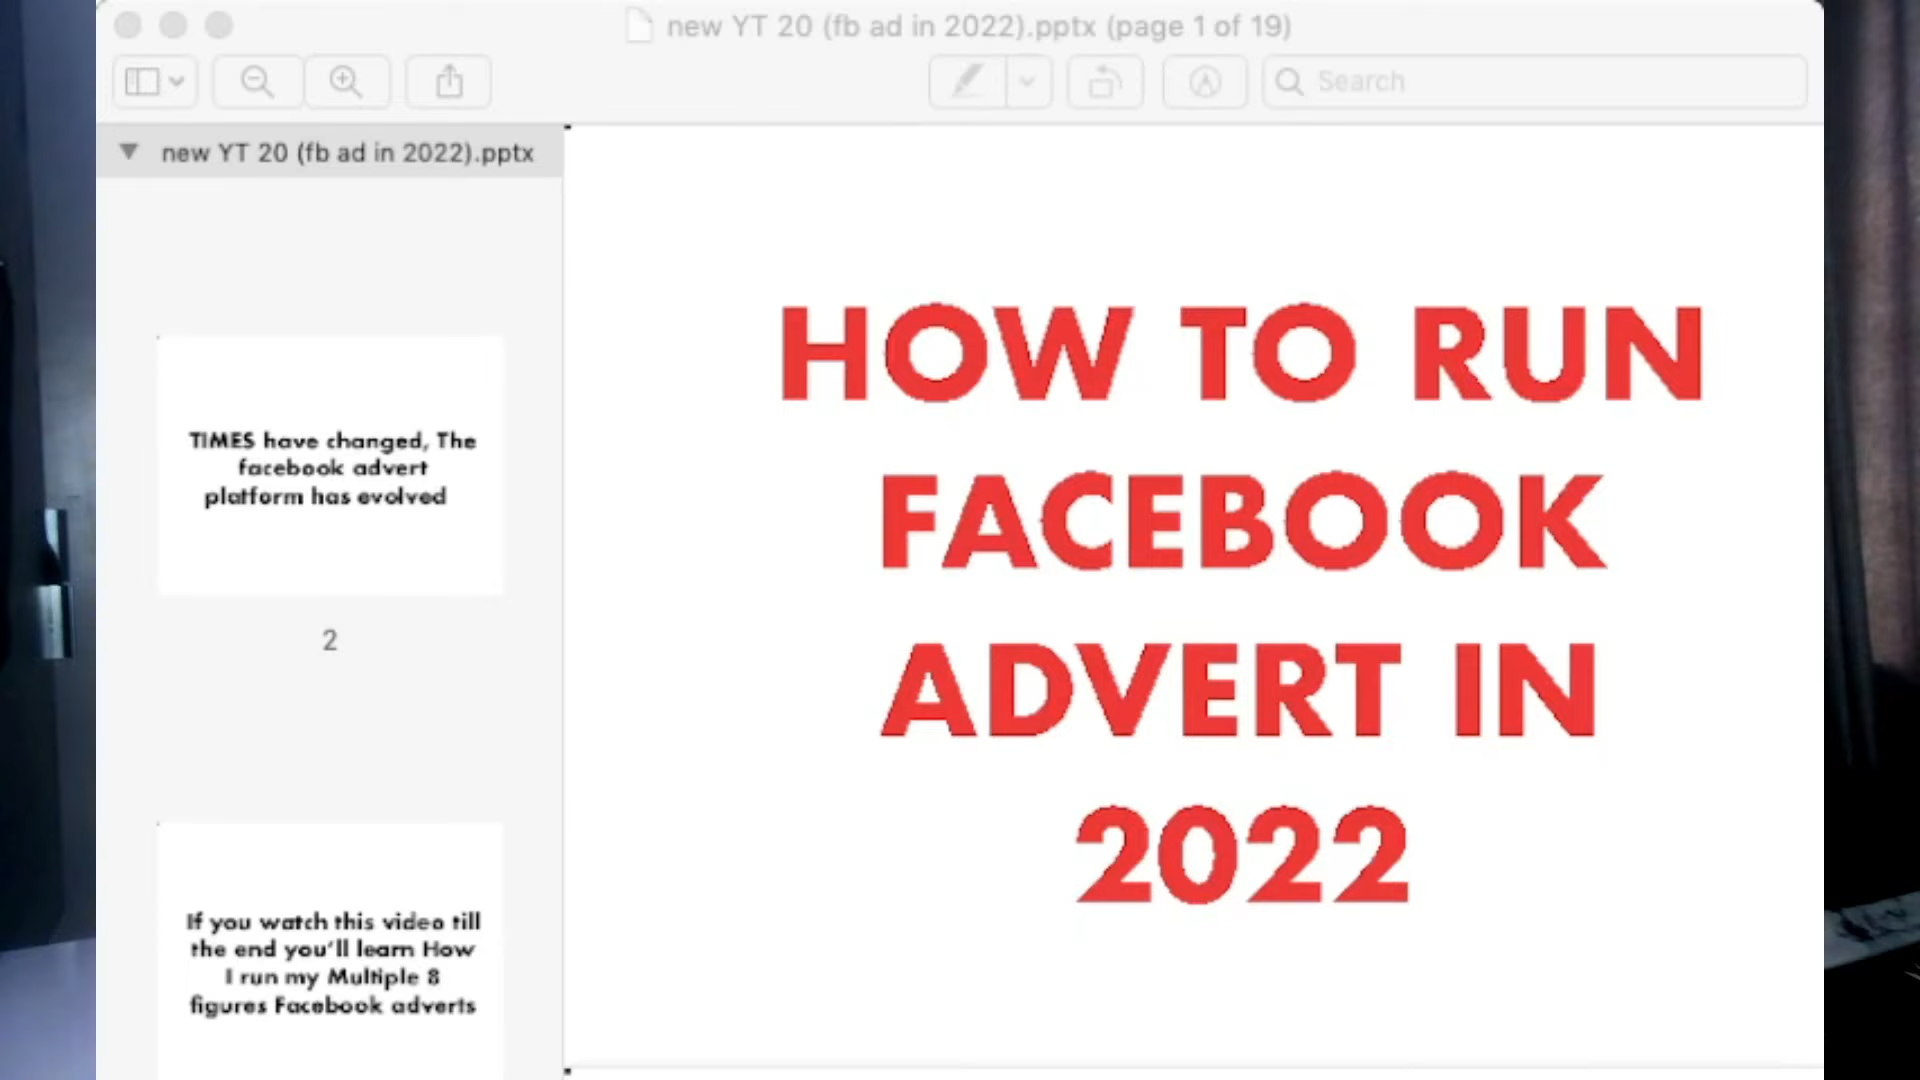 new YT 20 (fb ad in 2022).pptx (page 1 of 19)
Search
new YT 20 (fb ad in 2022).pptx
TIMES have changed, The
facebook advert
platform has evolved
2
If you watch this video till
the end you'll learn How
I run my Multiple 8
figures Facebook adverts
HOW TO RUN
FACEBOOK
ADVERT IN
2022